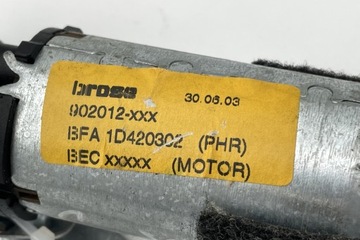 brose 30.06.03
902012-xxx
BFA 1D420302 (PHR)
BEC XXXXX (MOTOR)